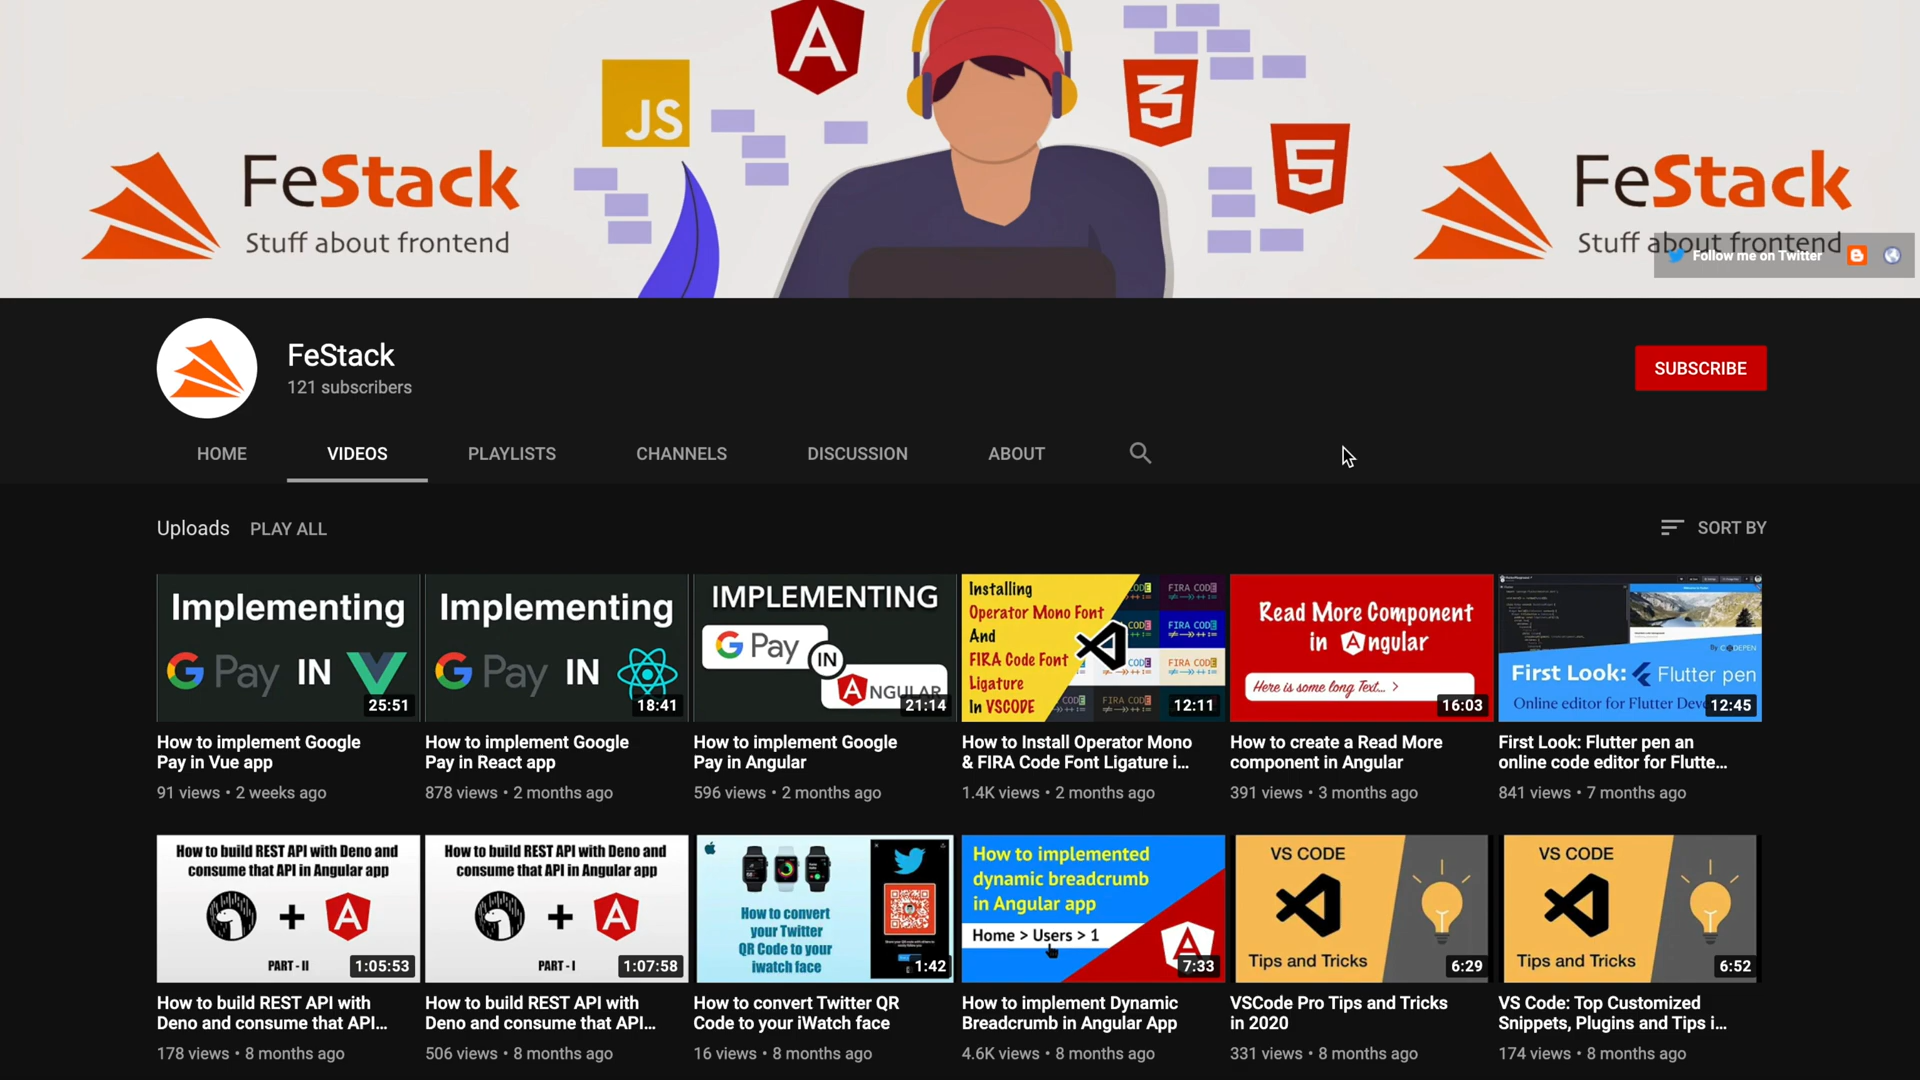 JS
FeStack
Stuff about frontend
FeStack
Stuff about frontend
Follow me on Twitter
FeStack
121 subscribers
SUBSCRIBE
HOME
VIDEOS
PLAYLISTS
CHANNELS
DISCUSSION
ABOUT
Uploads
PLAY ALL
SORT BY
Implementing
G Pay IN
25:51
How to implement Google
Pay in Vue app
91 views • 2 weeks ago
Implementing
G Pay IN
18:41
How to implement Google
Pay in React app
878 views • 2 months ago
IMPLEMENTING
G Pay
IN
ANGULAR
21:14
How to implement Google
Pay in Angular
596 views • 2 months ago
Installing
Operator Mono Font
And
FIRA Code Font
Ligature
In VSCODE
FIRA CODE
FIRA CODE
FIRA CODE
FIRA CODE
12:11
How to Install Operator Mono
& FIRA Code Font Ligature i...
1.4K views • 2 months ago
Read More Component
in Angular
Here is some long Text... >
16:03
How to create a Read More
component in Angular
391 views • 3 months ago
By CODEPEN
First Look: Flutter pen
Online editor for Flutter Deve
12:45
First Look: Flutter pen an
online code editor for Flutte...
841 views • 7 months ago
How to build REST API with Deno and
consume that API in Angular app
+
PART - II
1:05:53
How to build REST API with
Deno and consume that API...
178 views • 8 months ago
How to build REST API with Deno and
consume that API in Angular app
+
PART - I
1:07:58
How to build REST API with
Deno and consume that API...
506 views • 8 months ago
How to convert
your Twitter
QR Code to your
iwatch face
1:42
How to convert Twitter QR
Code to your iWatch face
16 views • 8 months ago
How to implemented
dynamic breadcrumb
in Angular app
Home > Users > 1
7:33
How to implement Dynamic
Breadcrumb in Angular App
4.6K views • 8 months ago
VS CODE
Tips and Tricks
6:29
VSCode Pro Tips and Tricks
in 2020
331 views • 8 months ago
VS CODE
Tips and Tricks
6:52
VS Code: Top Customized
Snippets, Plugins and Tips i...
174 views • 8 months ago